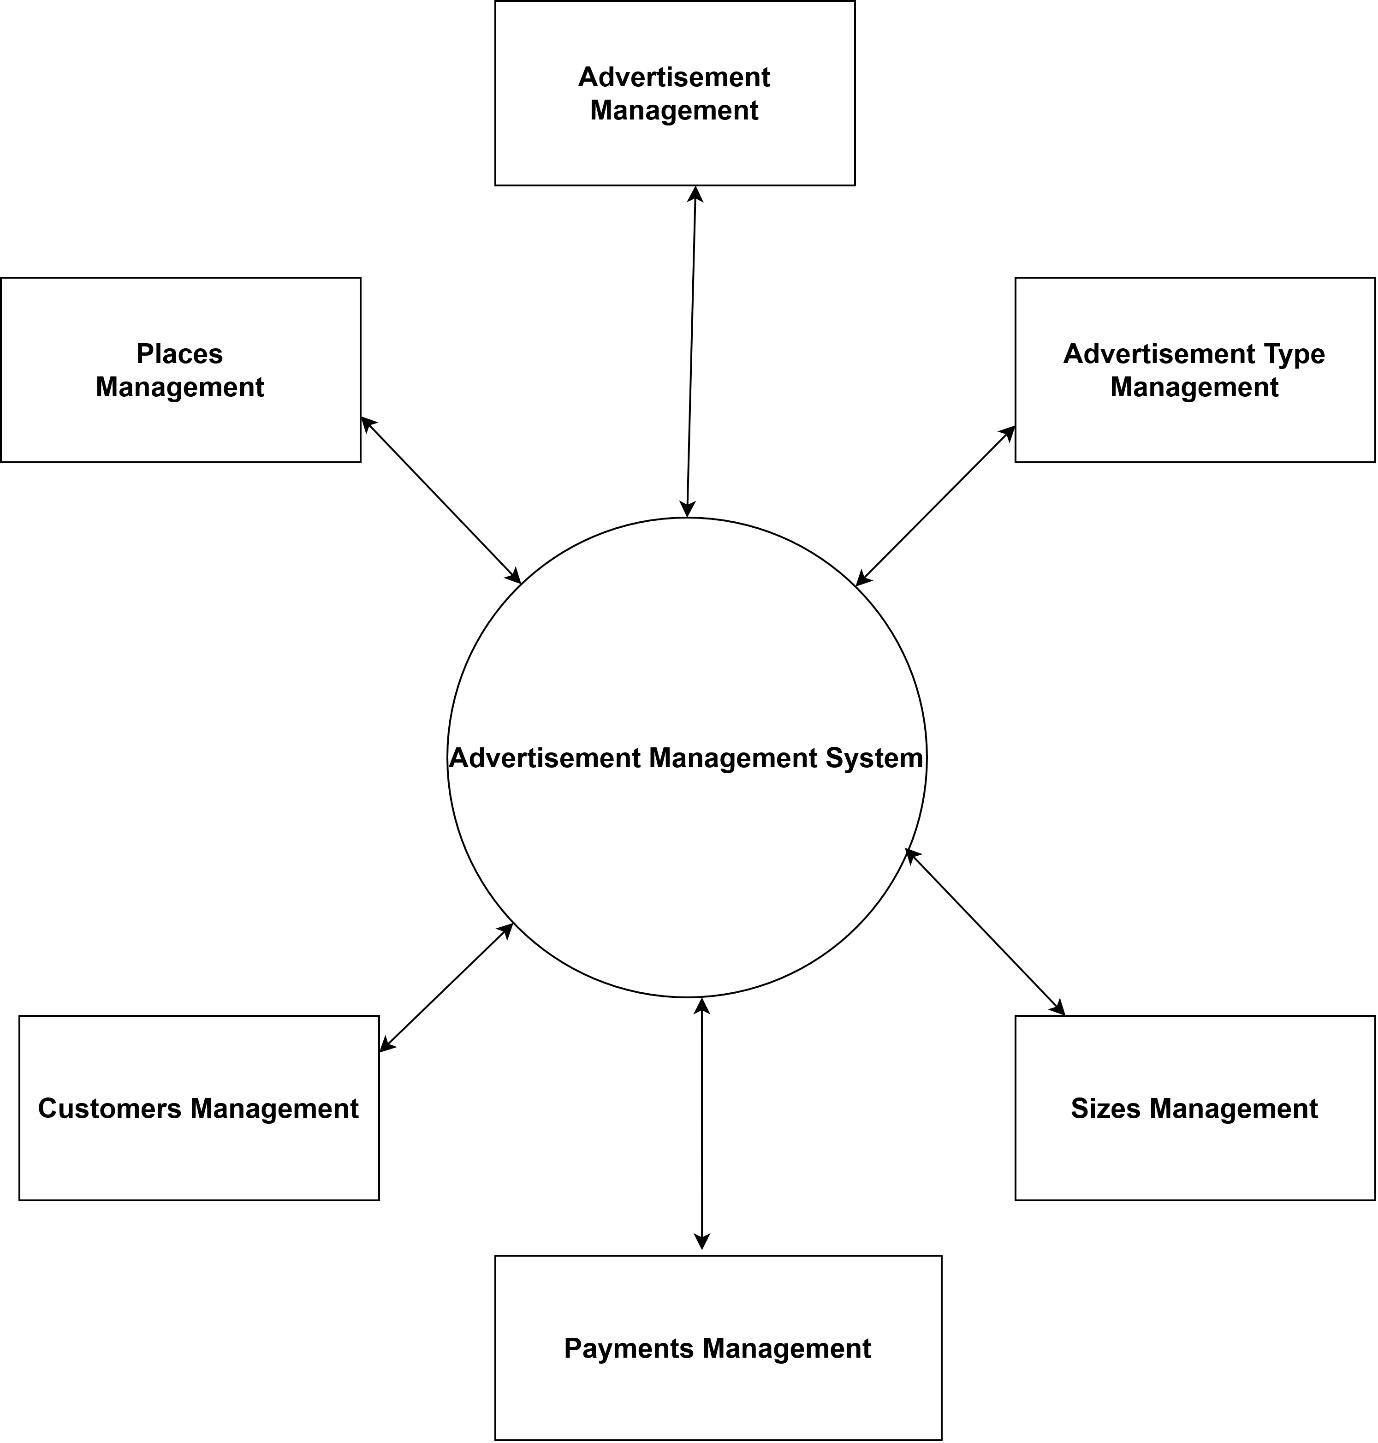 Advertisement
Management
Places
Management
Advertisement Type
Management
Advertisement Management System
Customers Management
Sizes Management
Payments Management